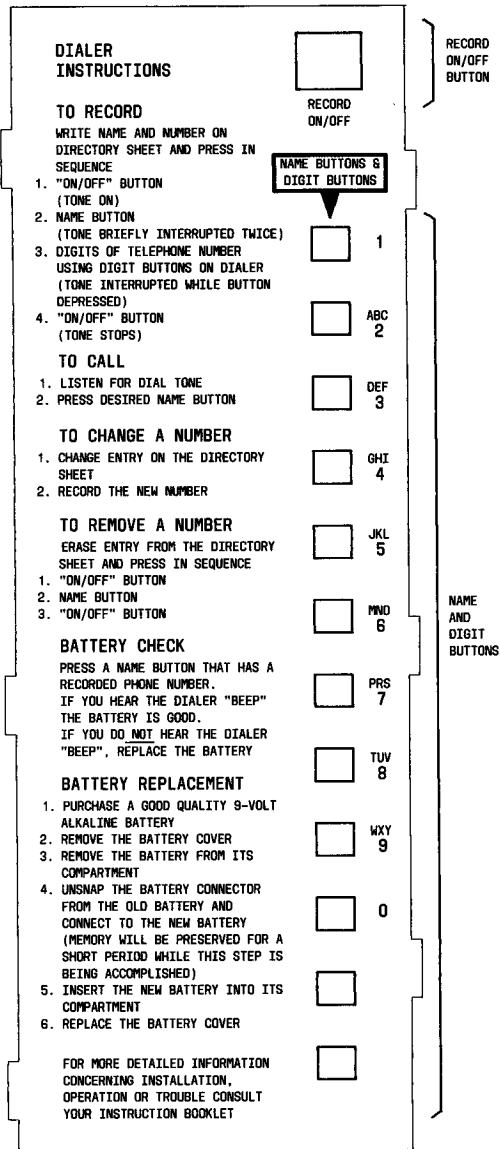 DIALER
INSTRUCTIONS
TO RECORD
WRITE NAME AND NUMBER ON
DIRECTORY SHEET AND PRESS IN
SEQUENCE
1. "ON/OFF" BUTTON
(TONE ON)
2. NAME BUTTON
(TONE BRIEFLY INTERRUPTED TWICE)
3. DIGITS OF TELEPHONE NUMBER
USING DIGIT BUTTONS ON DIALER
(TONE INTERRUPTED WHILE BUTTON
DEPRESSED)
4. "ON/OFF" BUTTON
(TONE STOPS)
TO CALL
1. LISTEN FOR DIAL TONE
2. PRESS DESIRED NAME BUTTON
TO CHANGE A NUMBER
1. CHANGE ENTRY ON THE DIRECTORY
SHEET
2. RECORD THE NEW NUMBER
TO REMOVE A NUMBER
ERASE ENTRY FROM THE DIRECTORY
SHEET AND PRESS IN SEQUENCE
1. "ON/OFF" BUTTON
2. NAME BUTTON
3. "ON/OFF" BUTTON
BATTERY CHECK
PRESS A NAME BUTTON THAT HAS A
RECORDED PHONE NUMBER.
IF YOU HEAR THE DIALER "BEEP"
THE BATTERY IS GOOD.
IF YOU DO NOT HEAR THE DIALER
"BEEP", REPLACE THE BATTERY
BATTERY REPLACEMENT
1. PURCHASE A GOOD QUALITY 9-VOLT
ALKALINE BATTERY
2. REMOVE THE BATTERY COVER
3. REMOVE THE BATTERY FROM ITS
COMPARTMENT
4. UNSNAP THE BATTERY CONNECTOR
FROM THE OLD BATTERY AND
CONNECT TO THE NEW BATTERY
(MEMORY WILL BE PRESERVED FOR A
SHORT PERIOD WHILE THIS STEP IS
BEING ACCOMPLISHED)
5. INSERT THE NEW BATTERY INTO ITS
COMPARTMENT
6. REPLACE THE BATTERY COVER
FOR MORE DETAILED INFORMATION
CONCERNING INSTALLATION,
OPERATION OR TROUBLE CONSULT
YOUR INSTRUCTION BOOKLET
RECORD
ON/OFF
NAME BUTTONS &
DIGIT BUTTONS
1
ABC
2
DEF
3
GHI
4
JKL
5
MNO
6
PRS
7
TUV
8
WXY
9
0
RECORD
ON/OFF
BUTTON
NAME
AND
DIGIT
BUTTONS